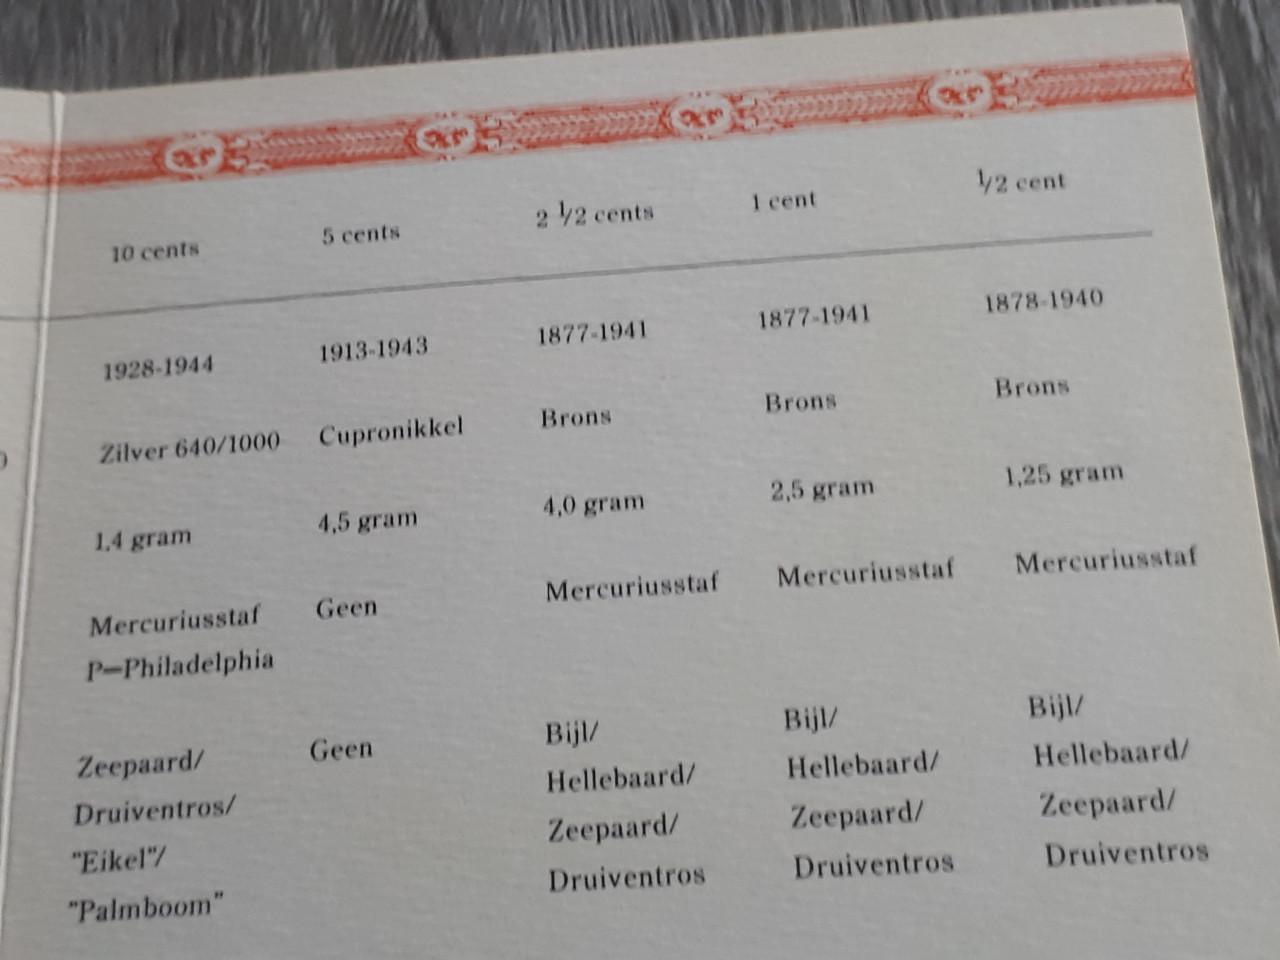 10 cents 5 cents 2 1/2 cents 1 cent 1/2 cent
1928-1944 1913-1943 1877-1941 1877-1941 1878-1940
Zilver 640/1000 Cupronikkel Brons Brons Brons
1,4 gram 4,5 gram 4,0 gram 2,5 gram 1,25 gram
Mercuriusstaf Geen Mercuriusstaf Mercuriusstaf Mercuriusstaf
P=Philadelphia
Zeepaard/ Geen Bijl/ Bijl/ Bijl/
Druiventros/ Hellebaard/ Hellebaard/ Hellebaard/
"Eikel"/ Zeepaard/ Zeepaard/ Zeepaard/
"Palmboom" Druiventros Druiventros Druiventros